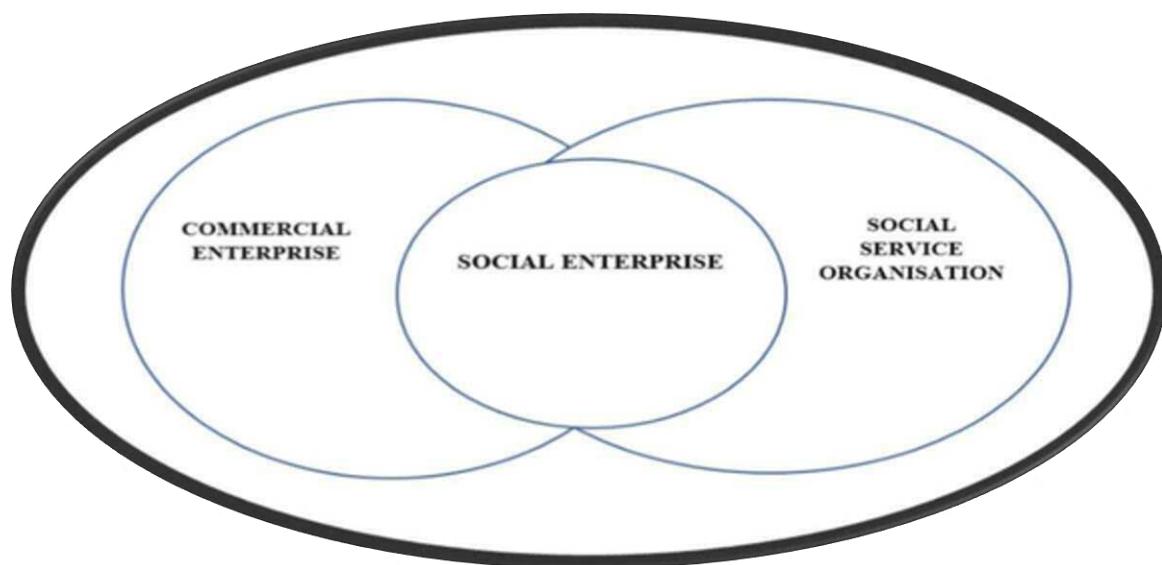 COMMERCIAL
ENTERPRISE
SOCIAL ENTERPRISE
SOCIAL
SERVICE
ORGANISATION